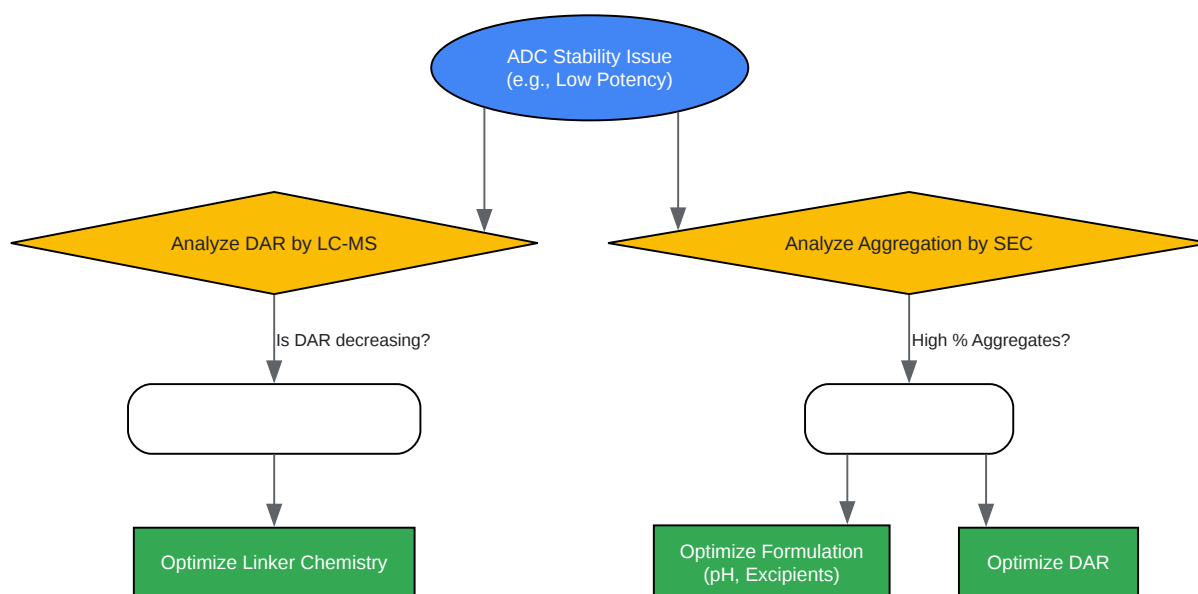 ADC Stability Issue
(e.g., Low Potency)
Analyze DAR by LC-MS
Analyze Aggregation by SEC
Is DAR decreasing?
High % Aggregates?
Optimize Linker Chemistry
Optimize Formulation
(pH, Excipients)
Optimize DAR